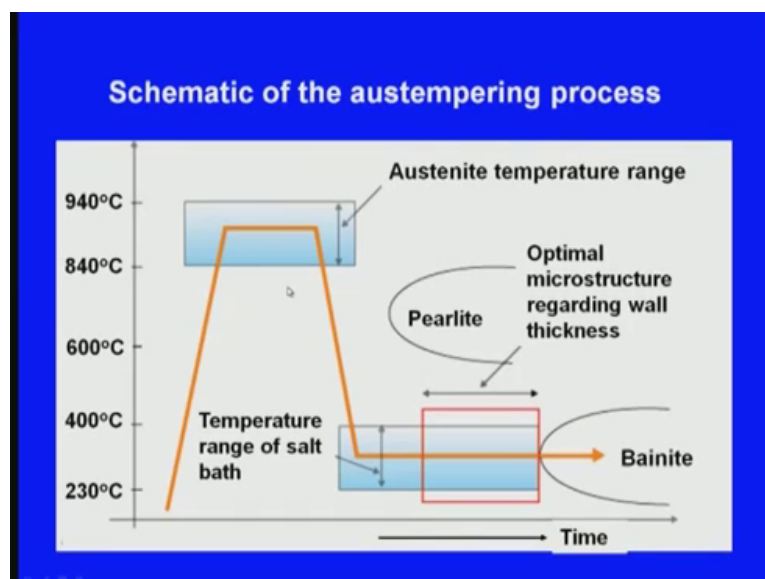 Schematic of the austempering process
Austenite temperature range
940°C
840°C
600°C
400°C
230°C
Optimal
microstructure
regarding wall
thickness
Pearlite
Temperature
range of salt
bath
Bainite
Time